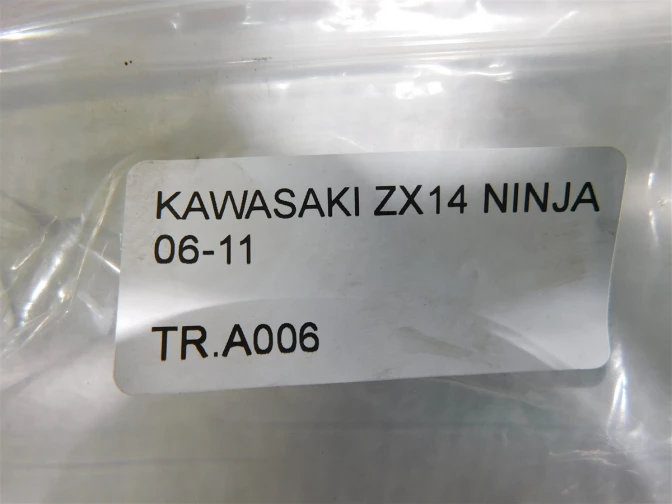 KAWASAKI ZX14 NINJA
06-11
TR.A006